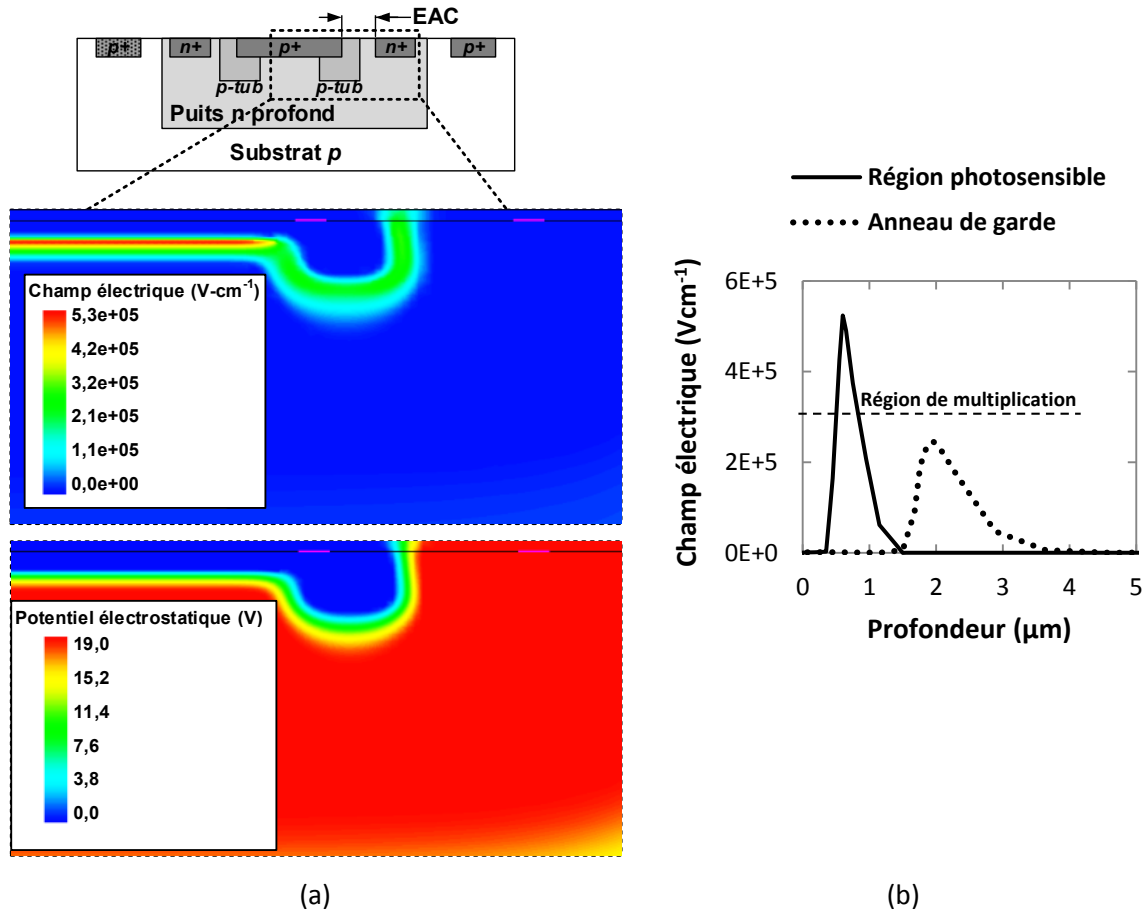 EAC
p+ n+ p+ n+ p+
p-tub p-tub
Puits n profond
Substrat p
Champ électrique (V-cm-1)
5,3e+05
4,2e+05
3,2e+05
2,1e+05
1,1e+05
0,0e+00
Potentiel électrostatique (V)
19,0
15,2
11,4
7,6
3,8
0,0
(a)
Région photosensible
Anneau de garde
Champ électrique (Vcm-1)
6E+5
4E+5
2E+5
0E+0
Région de multiplication
0 1 2 3 4 5
Profondeur (µm)
(b)